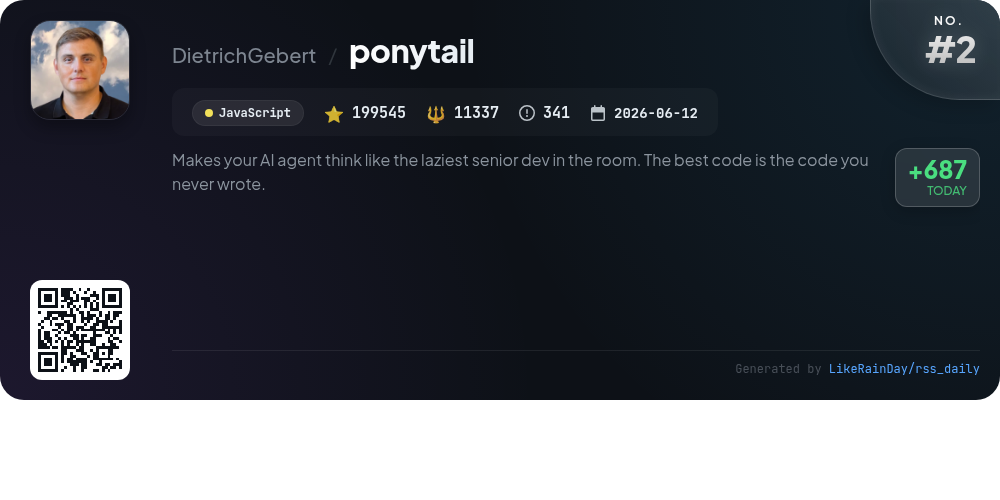 NO.
#2
DietrichGebert / ponytail
JavaScript 199545 11337 341 2026-06-12
Makes your AI agent think like the laziest senior dev in the room. The best code is the code you
never wrote.
+687
TODAY
Generated by LikeRainDay/rss_daily